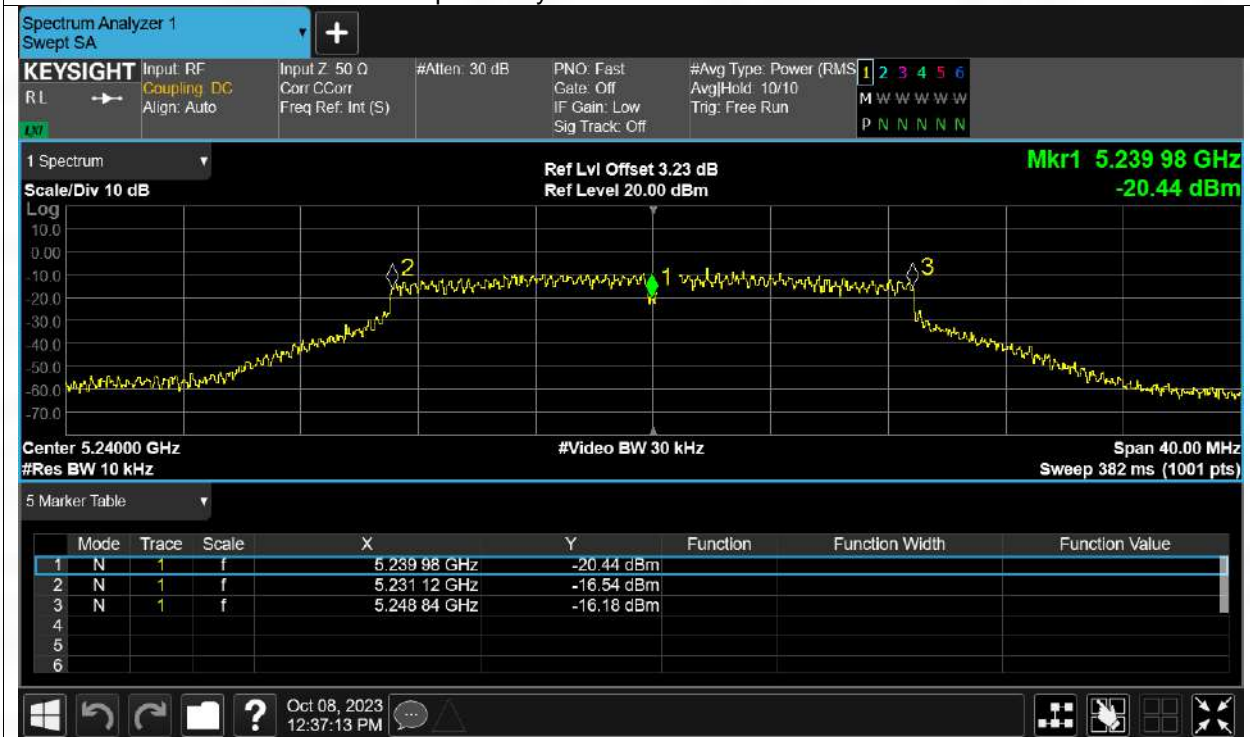 Spectrum Analyzer 1
Swept SA
+
KEYSIGHT
RL
LXI
Input: RF
Coupling: DC
Align: Auto
Input Z: 50 Ω
Corr CCorr
Freq Ref: Int (S)
#Atten: 30 dB
PNO: Fast
Gate: Off
IF Gain: Low
Sig Track: Off
#Avg Type: Power (RMS
Avg|Hold: 10/10
Trig: Free Run
1 2 3 4 5 6
M W W W W W
P N N N N N
1 Spectrum
Scale/Div 10 dB
Ref Lvl Offset 3.23 dB
Ref Level 20.00 dBm
Mkr1 5.239 98 GHz
-20.44 dBm
Log
10.0
0.00
-10.0
-20.0
-30.0
-40.0
-50.0
-60.0
-70.0
2
1
3
Center 5.24000 GHz
#Res BW 10 kHz
#Video BW 30 kHz
Span 40.00 MHz
Sweep 382 ms (1001 pts)
5 Marker Table
Mode Trace Scale X Y Function Function Width Function Value
1 N 1 f 5.239 98 GHz -20.44 dBm
2 N 1 f 5.231 12 GHz -16.54 dBm
3 N 1 f 5.248 84 GHz -16.18 dBm
4
5
6
?
Oct 08, 2023
12:37:13 PM